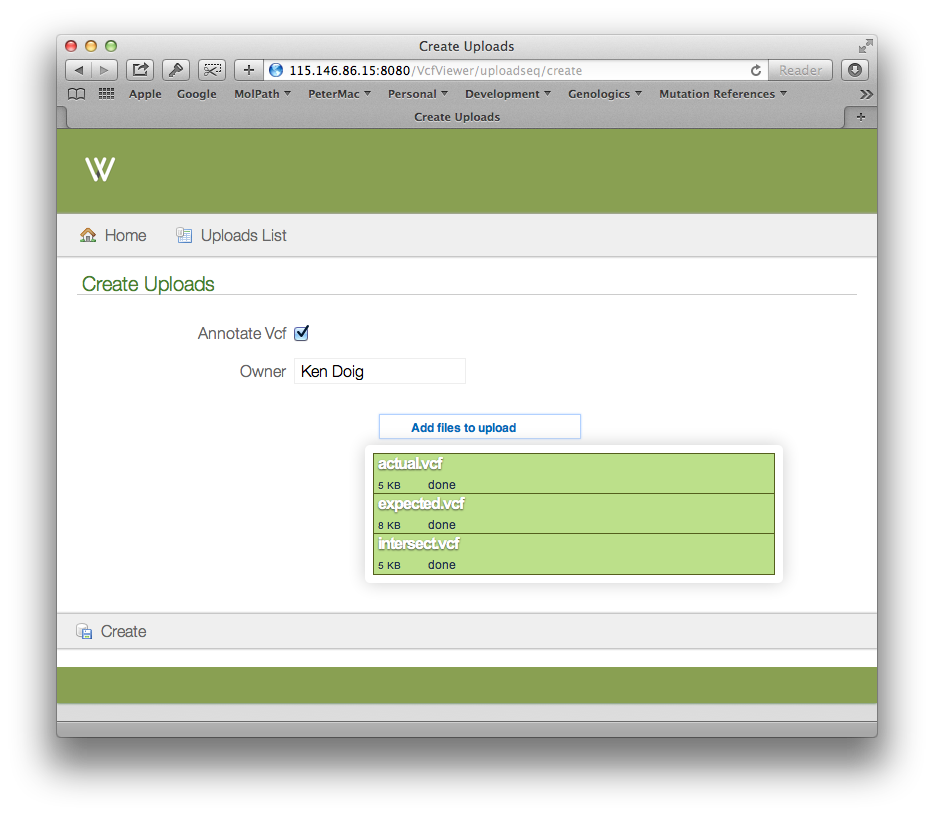 Create Uploads
115.146.86.15:8080/VcfViewer/uploadseq/create
Reader
Apple Google MolPath PeterMac Personal Development Genologics Mutation References
Create Uploads
W
Home Uploads List
Create Uploads
Annotate Vcf
Owner Ken Doig
Add files to upload
actual.vcf
5 KB done
expected.vcf
8 KB done
intersect.vcf
5 KB done
Create